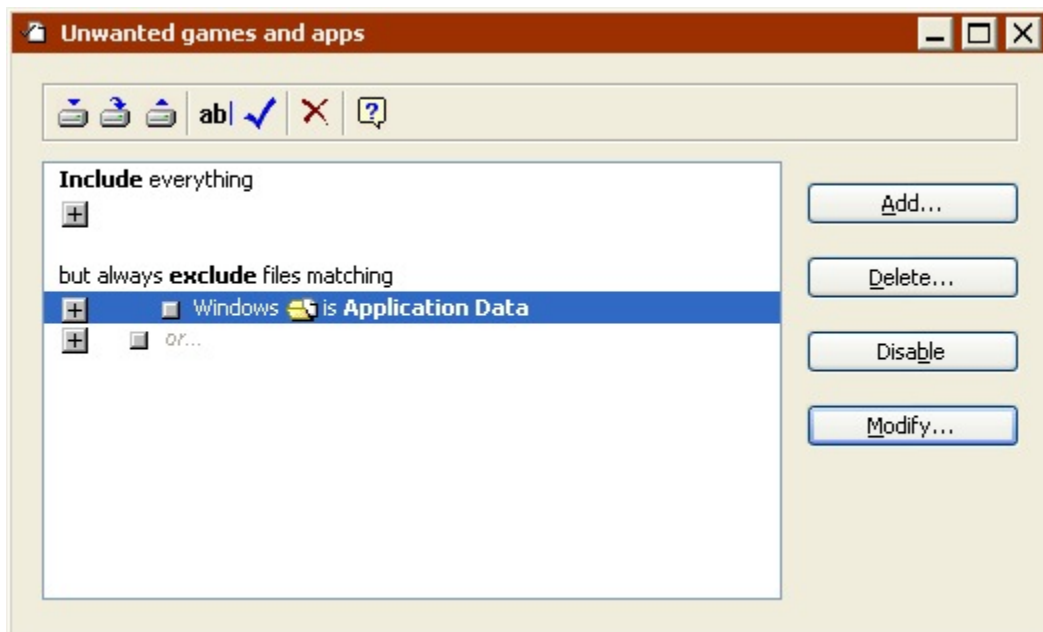 Unwanted games and apps
ab
Include everything
but always exclude files matching
Windows is Application Data
or...
Add...
Delete...
Disable
Modify...